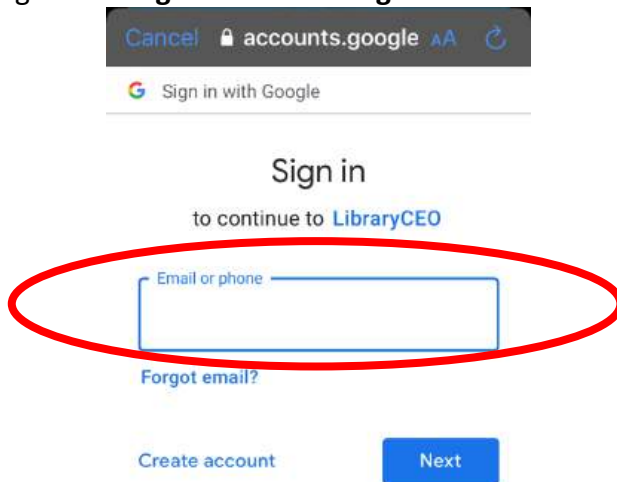 Cancel accounts.google AA
Sign in with Google
Sign in
to continue to LibraryCEO
Email or phone
Forgot email?
Create account Next